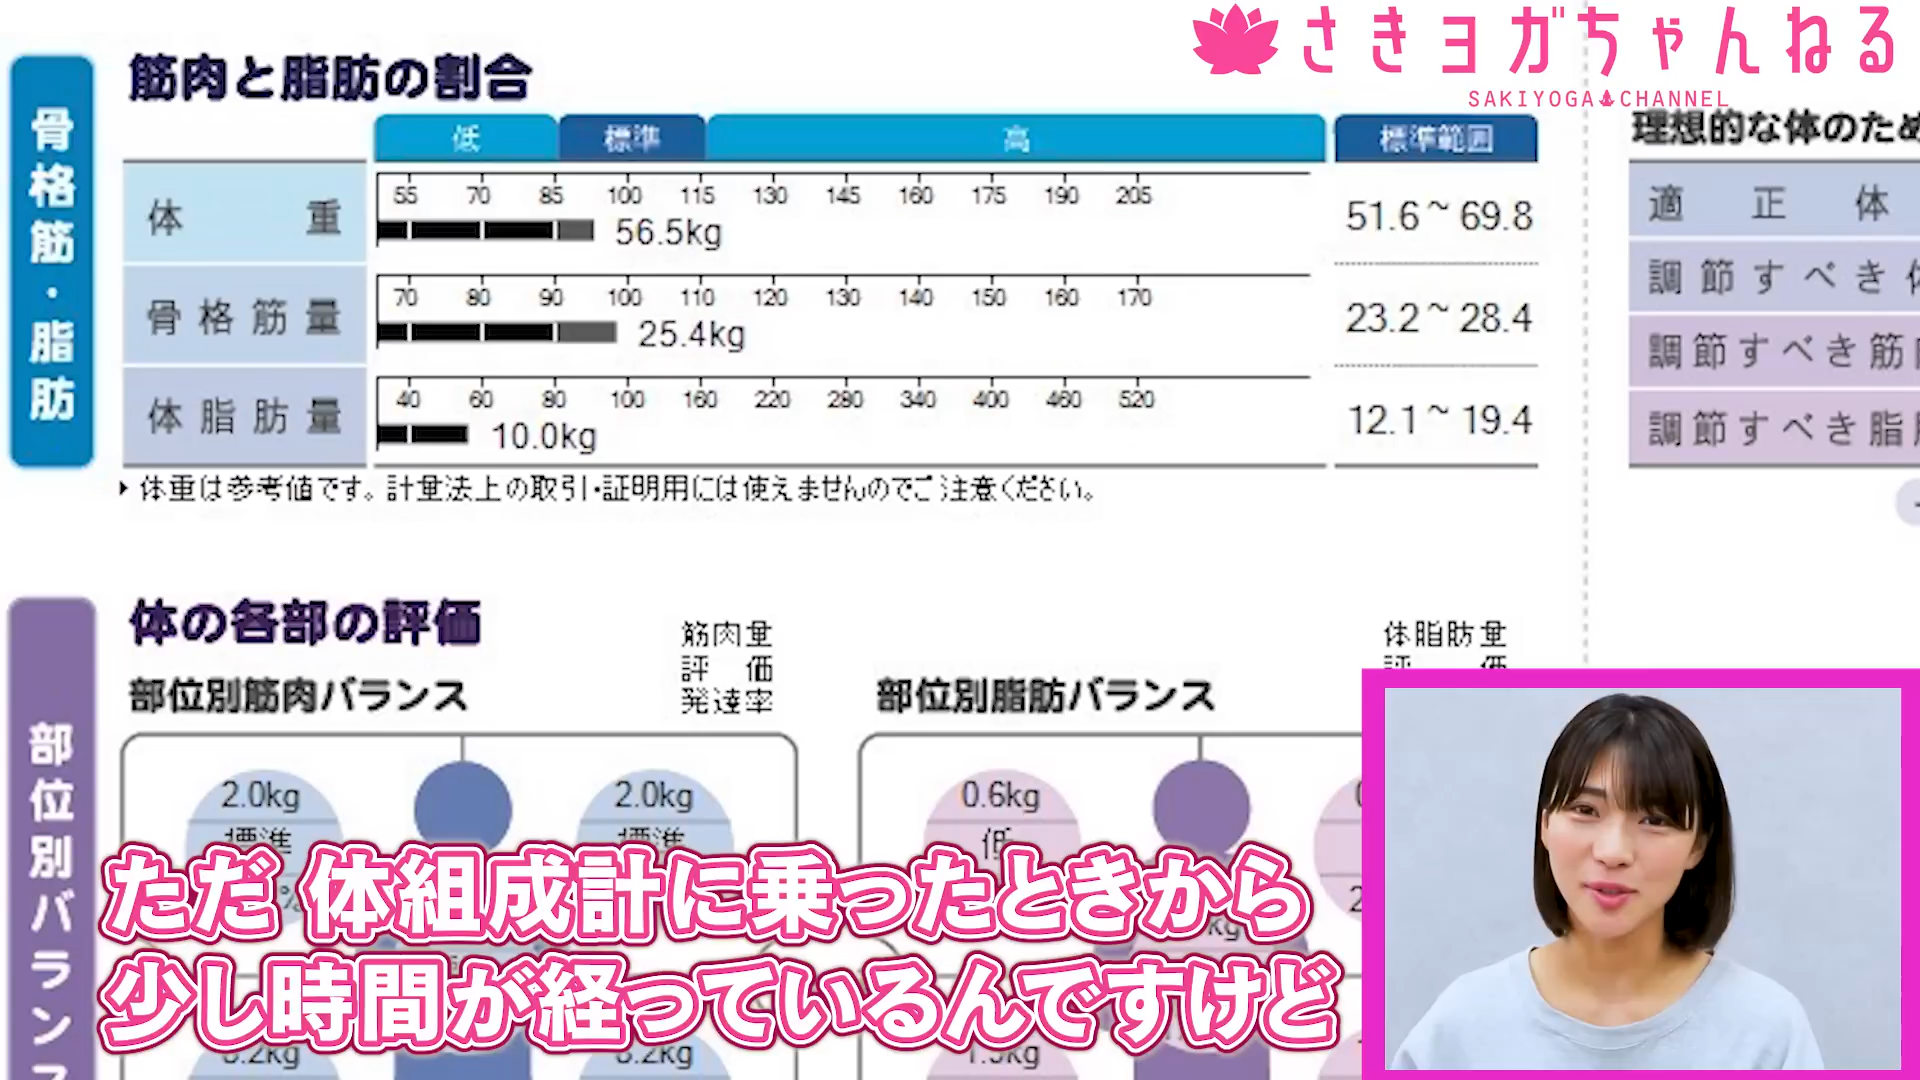 さきヨガちゃんねる
SAKIYOGA CHANNEL
骨格筋・脂肪
筋肉と脂肪の割合
低 標準 高 標準範囲
体重 55 70 85 100 115 130 145 160 175 190 205
56.5kg 51.6~69.8
骨格筋量 70 80 90 100 110 120 130 140 150 160 170
25.4kg 23.2~28.4
体脂肪量 40 60 80 100 160 220 280 340 400 460 520
10.0kg 12.1~19.4
体重は参考値です。計量法上の取引・証明用には使えませんのでご注意ください。
理想的な体のため
適正体
調節すべき
調節すべき筋
調節すべき脂
部位別バランス
体の各部の評価
部位別筋肉バランス
筋肉量
評価
発達率
2.0kg 2.0kg
標準 標準
部位別脂肪バランス
体脂肪量
評価
0.6kg
低
ただ 体組成計に乗ったときから
少し時間が経っているんですけど